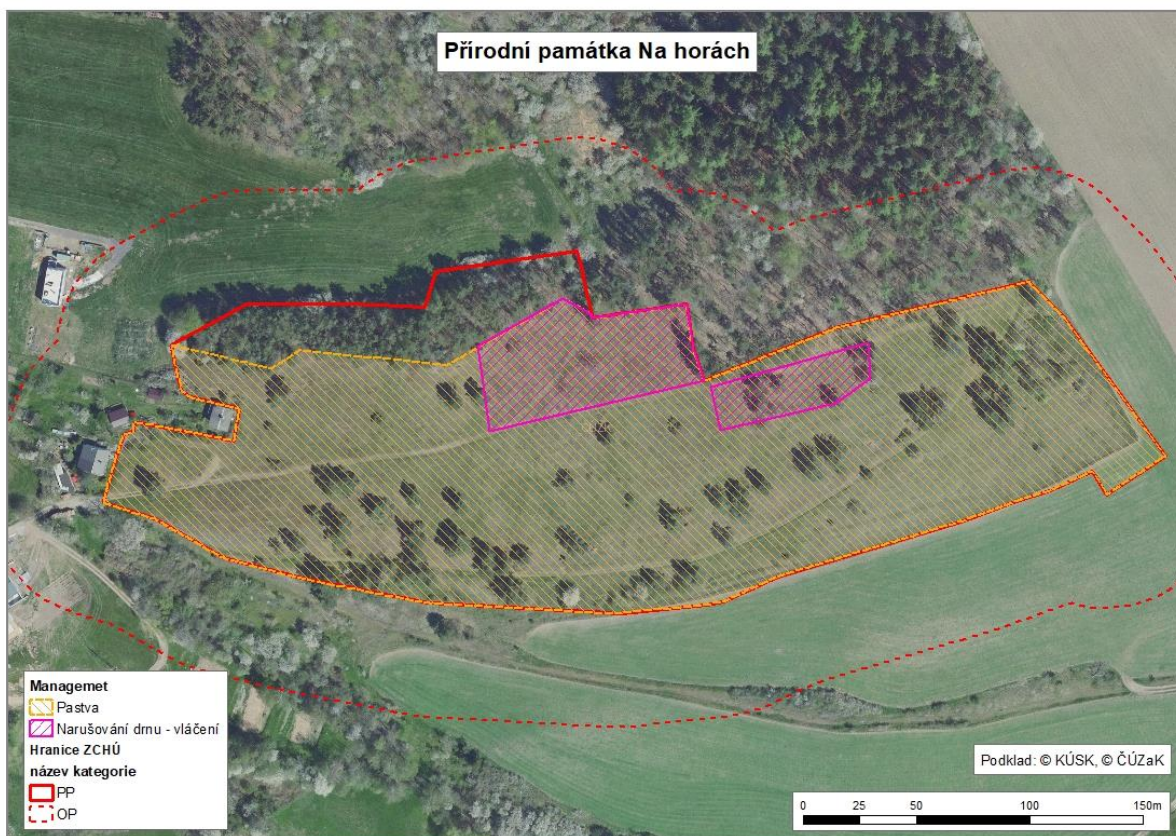 Přírodní památka Na horách
Managemet
Pastva
Narušování drnu - vláčení
Hranice ZCHÚ
název kategorie
PP
OP
Podklad: © KÚSK, © ČÚZaK
0 25 50 100 150m